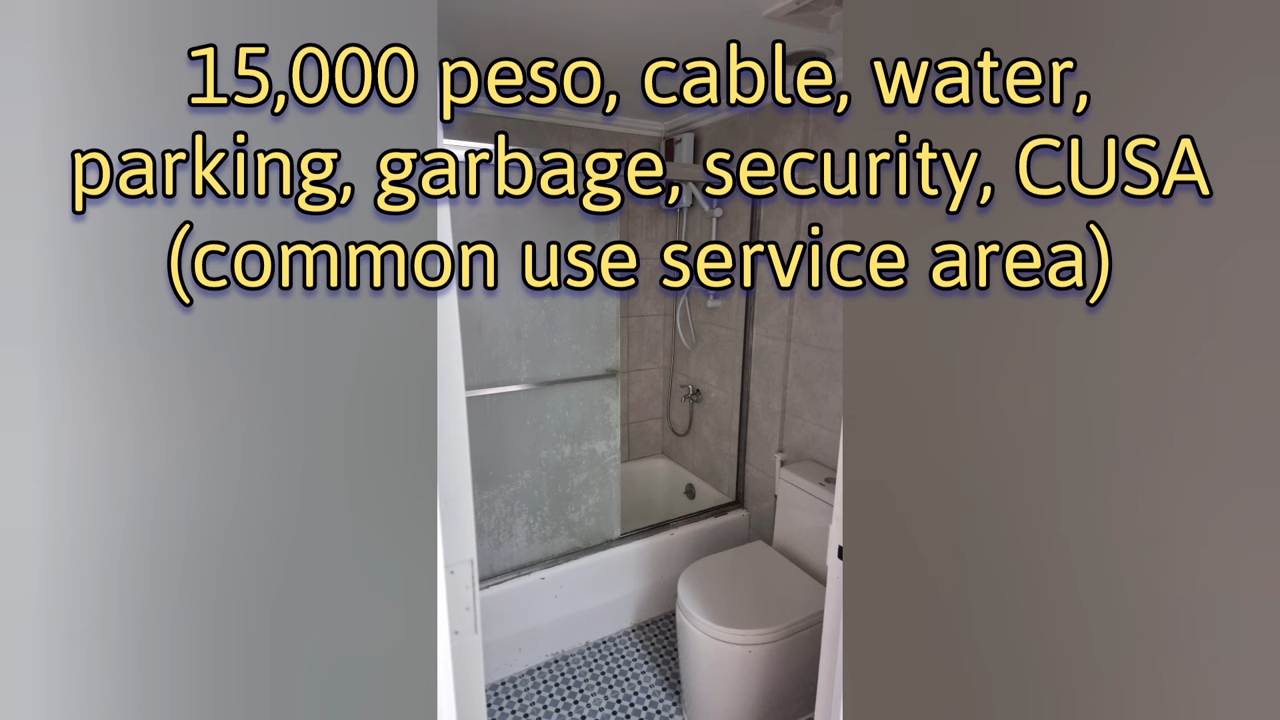 15,000 peso, cable, water,
parking, garbage, security, CUSA
(common use service area)